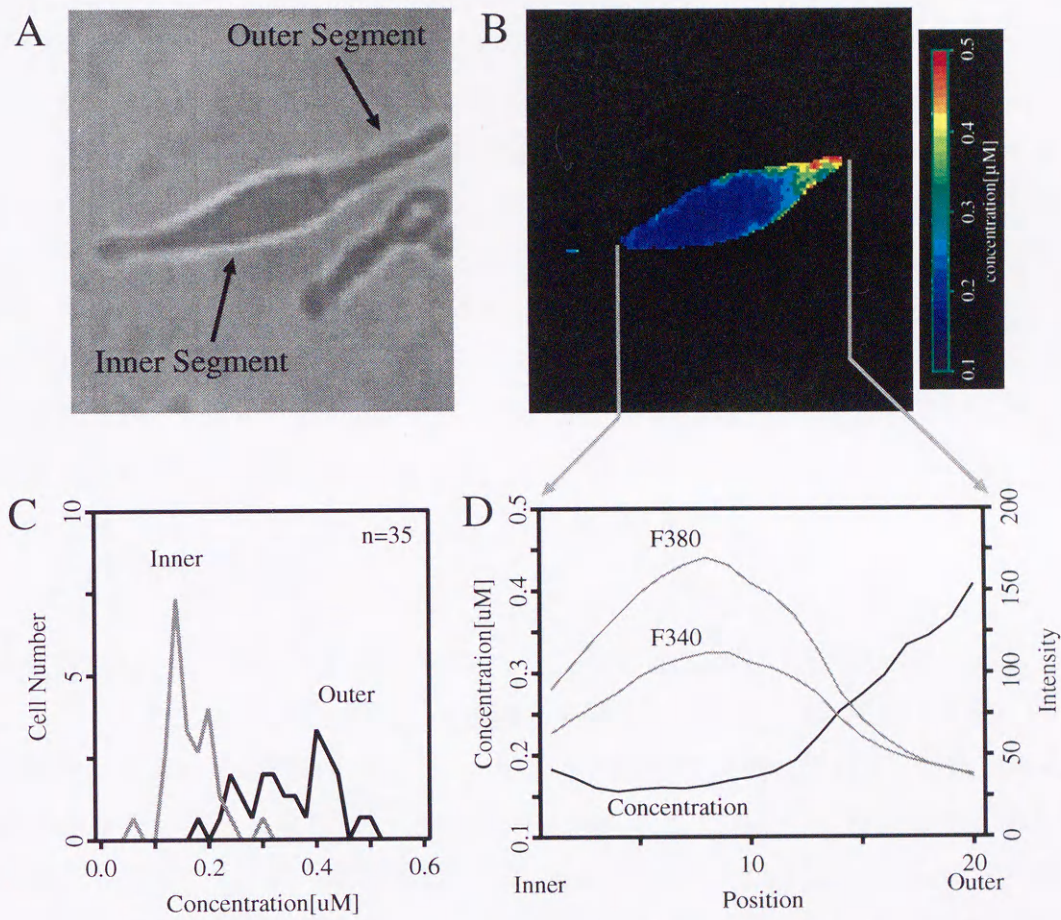 A
Outer Segment
Inner Segment
B
0.5
0.4
0.3
0.2
0.1
concentration[μM]
C
10
5
0
Cell Number
n=35
Inner
Outer
0.0
0.2
0.4
0.6
Concentration[uM]
D
0.5
0.4
0.3
0.2
0.1
Concentration[uM]
F380
F340
Concentration
200
150
100
50
0
Intensity
10
20
Inner
Position
Outer